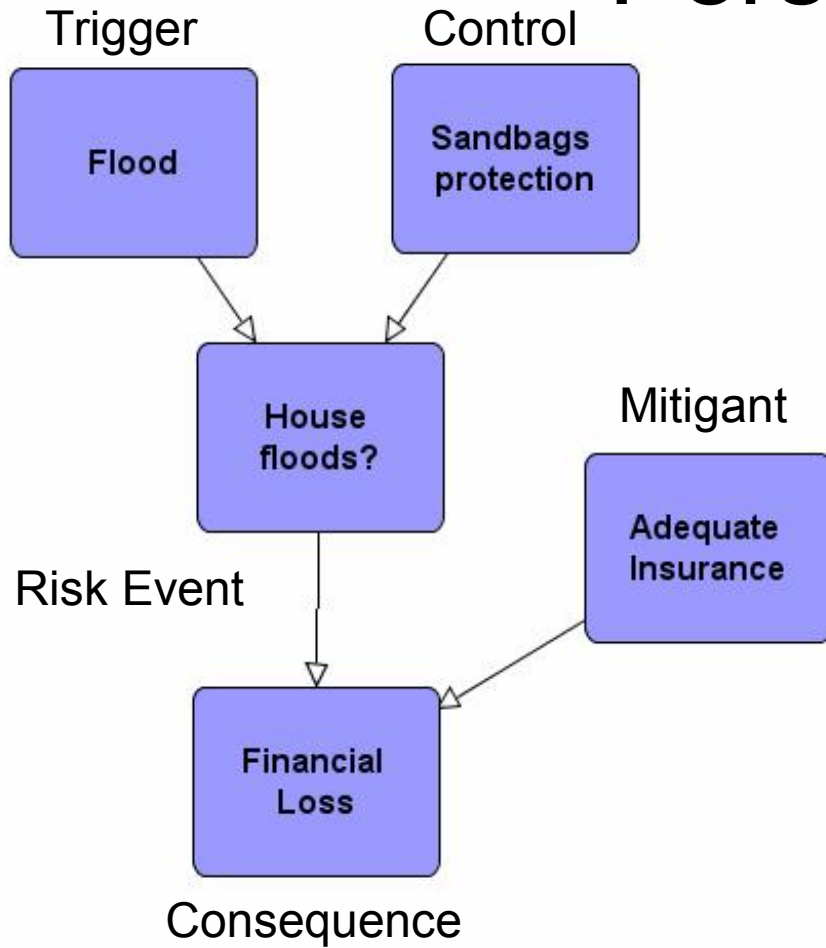 Trigger
Control
Flood
Sandbags
protection
House
floods?
Mitigant
Adequate
Insurance
Risk Event
Financial
Loss
Consequence